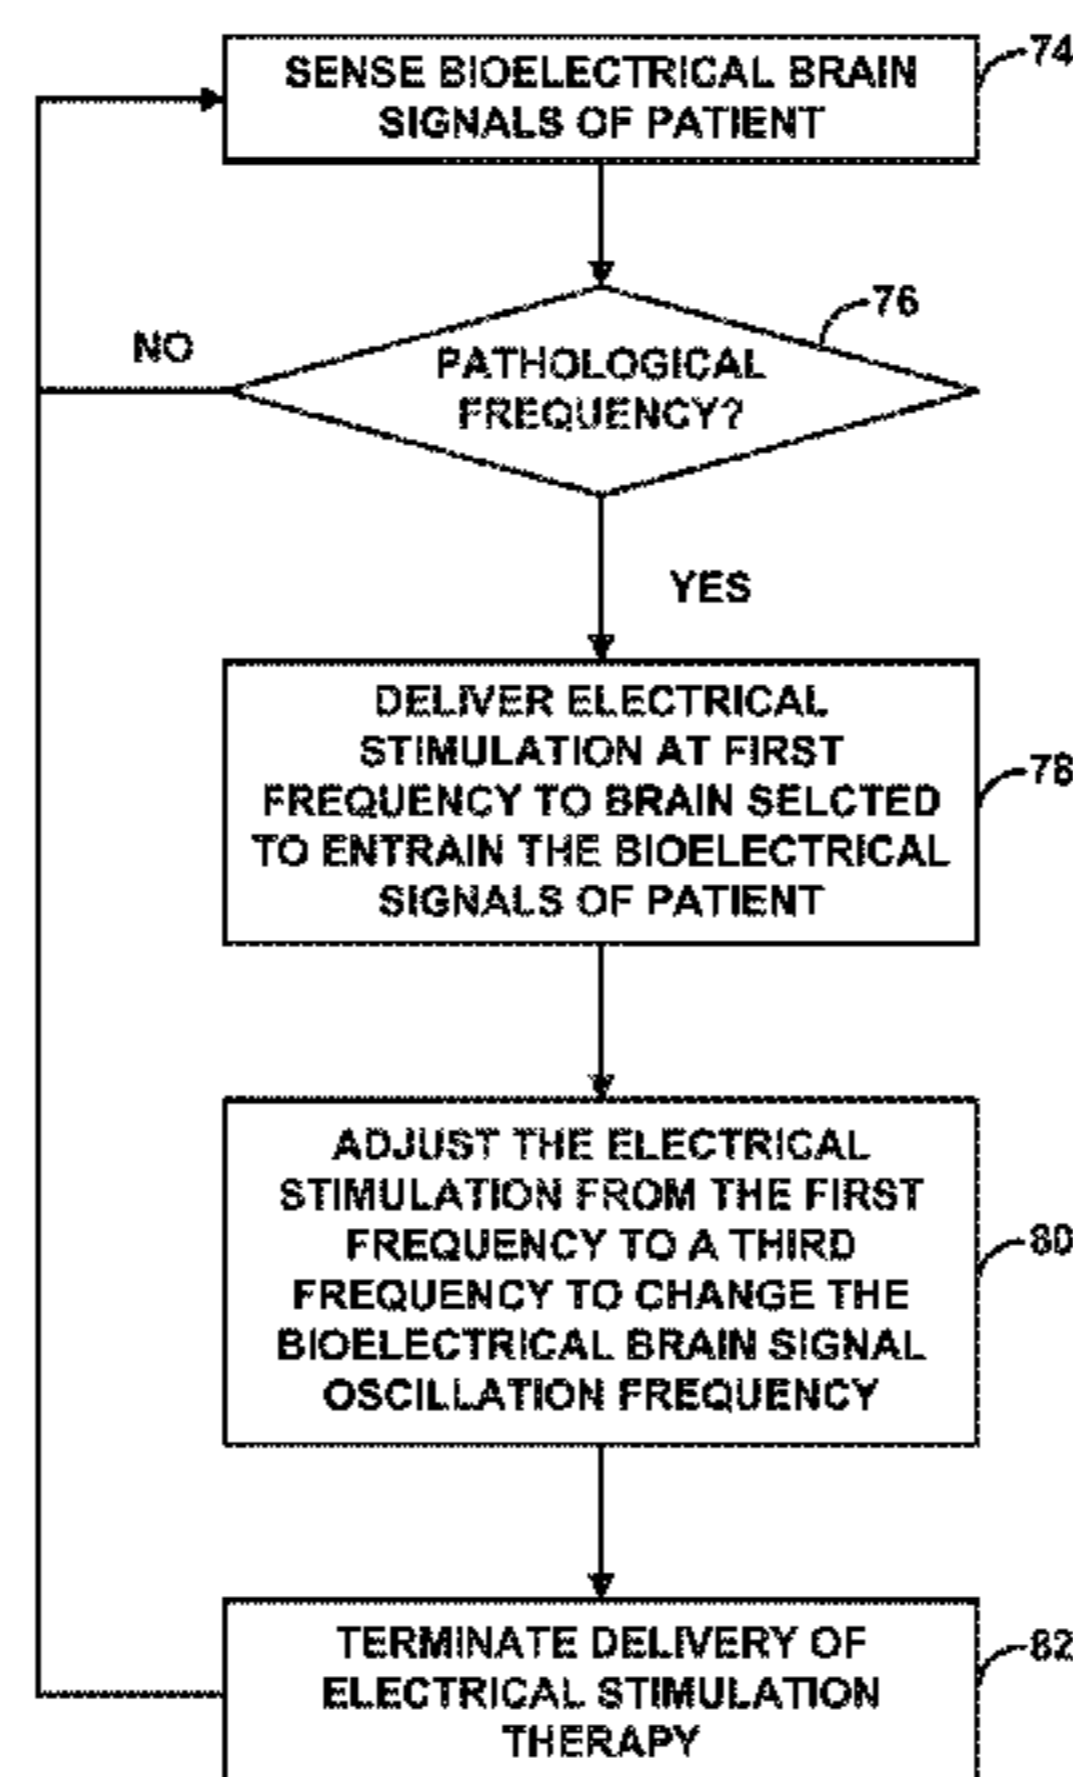 SENSE BIOELECTRICAL BRAIN
SIGNALS OF PATIENT
74
PATHOLOGICAL
FREQUENCY?
76
NO
YES
DELIVER ELECTRICAL
STIMULATION AT FIRST
FREQUENCY TO BRAIN SELCTED
TO ENTRAIN THE BIOELECTRICAL
SIGNALS OF PATIENT
78
ADJUST THE ELECTRICAL
STIMULATION FROM THE FIRST
FREQUENCY TO A THIRD
FREQUENCY TO CHANGE THE
BIOELECTRICAL BRAIN SIGNAL
OSCILLATION FREQUENCY
80
TERMINATE DELIVERY OF
ELECTRICAL STIMULATION
THERAPY
82